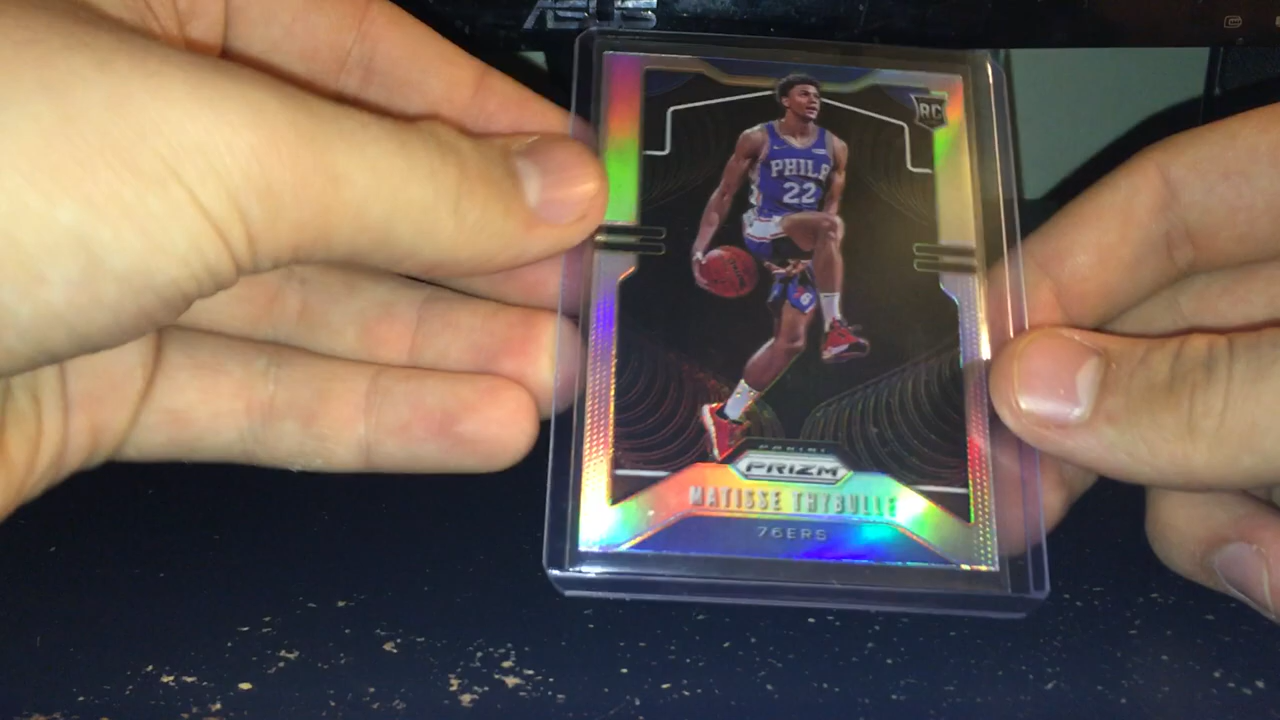 ASUS
RC
PHILA
22
PANINI
PRIZM
MATISSE THYBULLE
76ERS